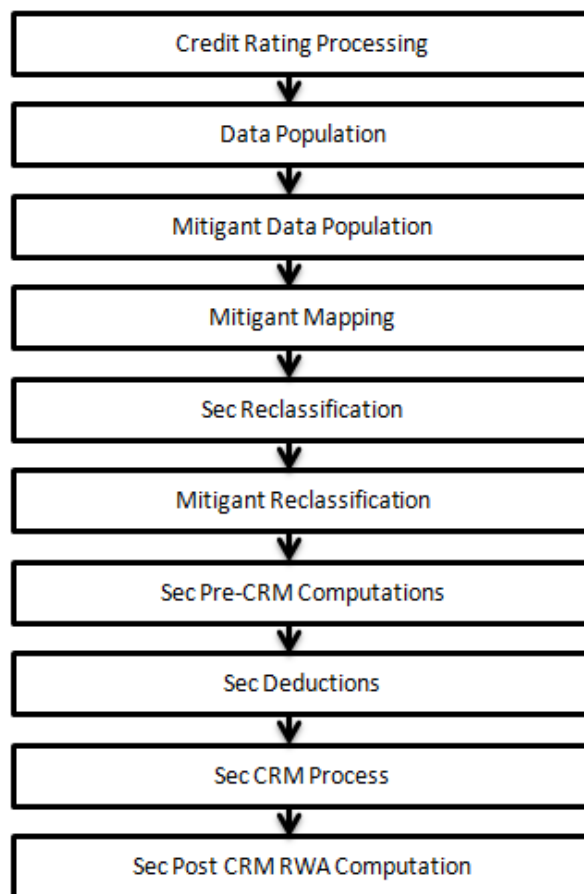 Credit Rating Processing
Data Population
Mitigant Data Population
Mitigant Mapping
Sec Reclassification
Mitigant Reclassification
Sec Pre-CRM Computations
Sec Deductions
Sec CRM Process
Sec Post CRM RWA Computation